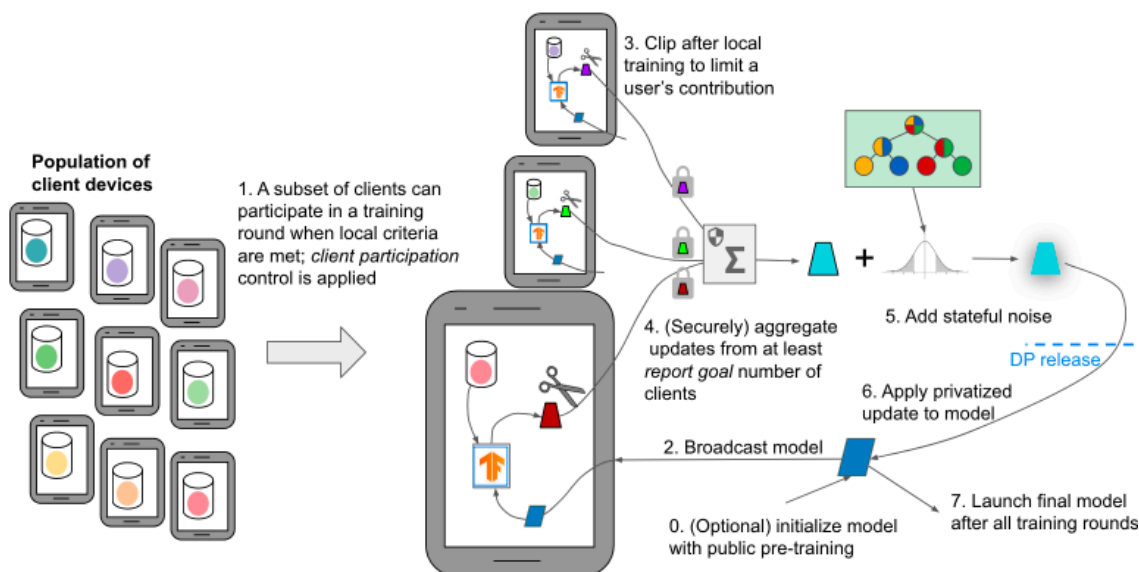 Population of
client devices
1. A subset of clients can
participate in a training
round when local criteria
are met; client participation
control is applied
3. Clip after local
training to limit a
user's contribution
Σ
+
4. (Securely) aggregate
updates from at least
report goal number of
clients
5. Add stateful noise
DP release
6. Apply privatized
update to model
2. Broadcast model
0. (Optional) initialize model
with public pre-training
7. Launch final model
after all training rounds